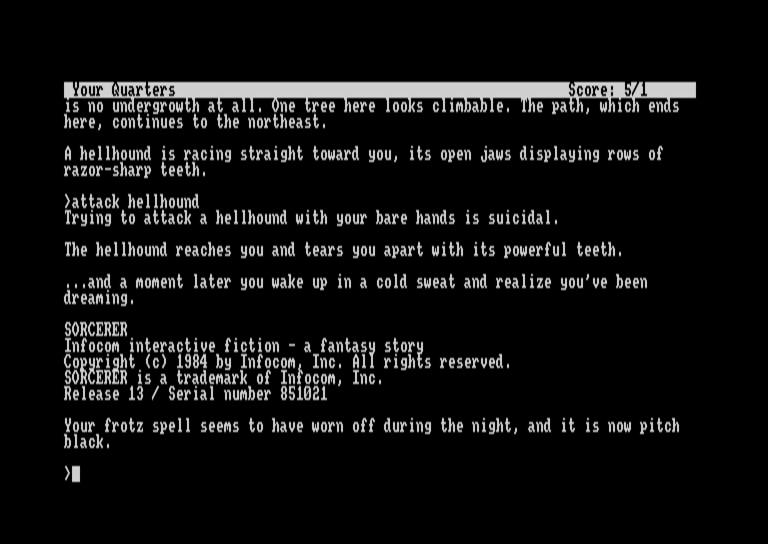 Your Quarters Score: 5/1
is no undergrowth at all. One tree here looks climbable. The path, which ends
here, continues to the northeast.
A hellhound is racing straight toward you, its open jaws displaying rows of
razor-sharp teeth.
>attack hellhound
Trying to attack a hellhound with your bare hands is suicidal.
The hellhound reaches you and tears you apart with its powerful teeth.
...and a moment later you wake up in a cold sweat and realize you've been
dreaming.
SORCERER
Infocom interactive fiction - a fantasy story
Copyright (c) 1984 by Infocom, Inc. All rights reserved.
SORCERER is a trademark of Infocom, Inc.
Release 13 / Serial number 851021
Your frotz spell seems to have worn off during the night, and it is now pitch
black.
>